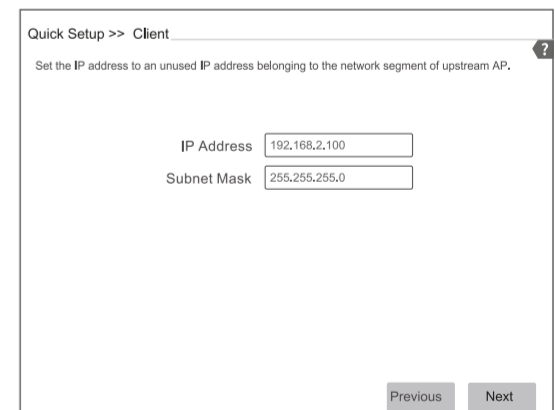 Quick Setup >> Client
?
Set the IP address to an unused IP address belonging to the network segment of upstream AP.
IP Address 192.168.2.100
Subnet Mask 255.255.255.0
Previous Next